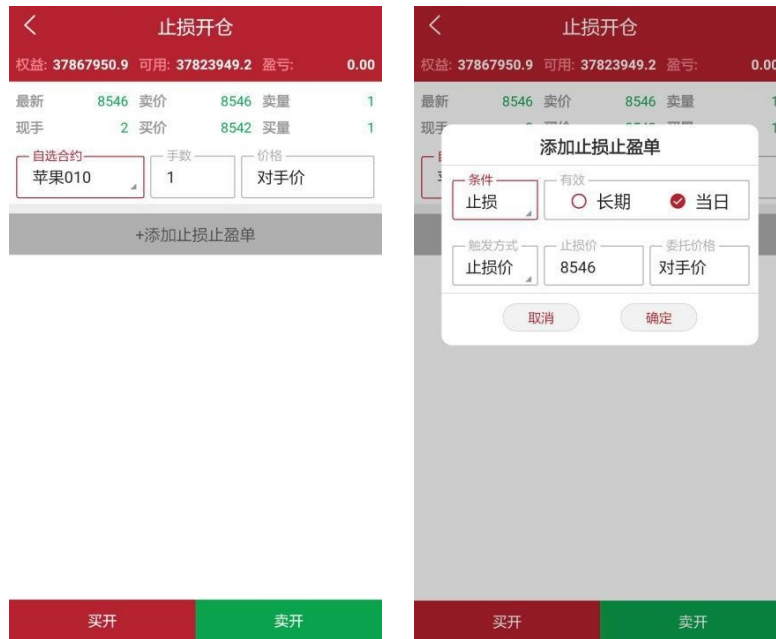 止损开仓
权益: 37867950.9 可用: 37823949.2 盈亏: 0.00
最新 8546 卖价 8546 卖量 1
现手 2 买价 8542 买量 1
自选合约 手数 价格
苹果010 1 对手价
+添加止损止盈单
买开 卖开
止损开仓
权益: 37867950.9 可用: 37823949.2 盈亏: 0.00
最新 8546 卖价 8546 卖量 1
现手
添加止损止盈单
条件 有效
止损 长期 当日
触发方式 止损价 委托价格
止损价 8546 对手价
取消 确定
买开 卖开